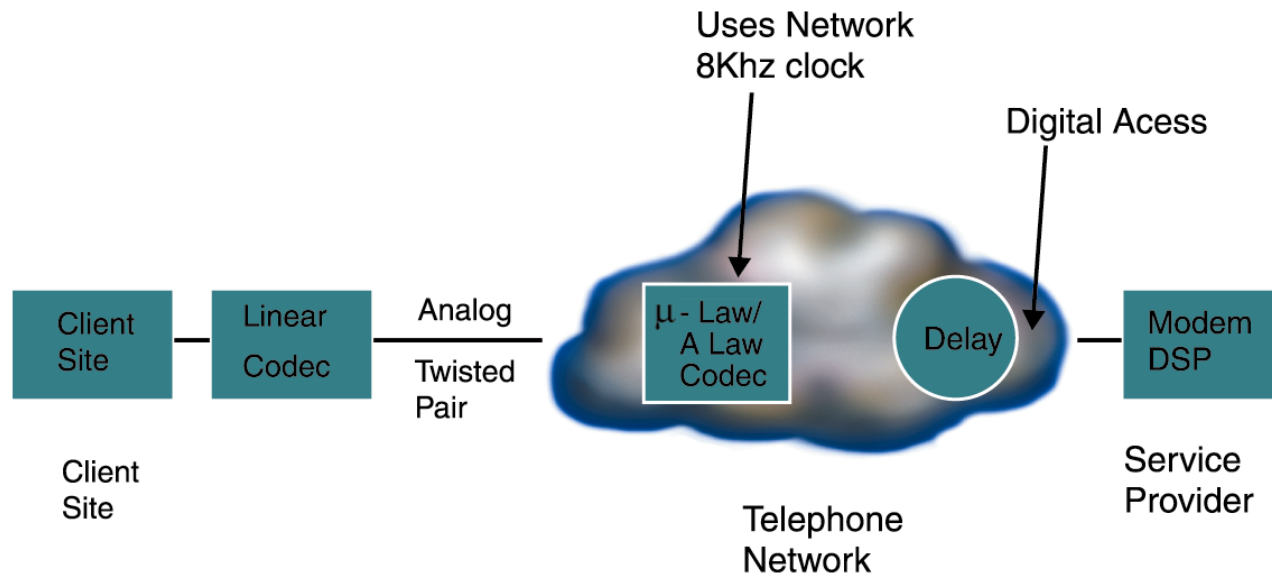 Uses Network
8Khz clock
Digital Acess
Client
Site
Linear
Codec
Analog
Twisted
Pair
μ - Law/
A Law
Codec
Delay
Modem
DSP
Client
Site
Service
Provider
Telephone
Network